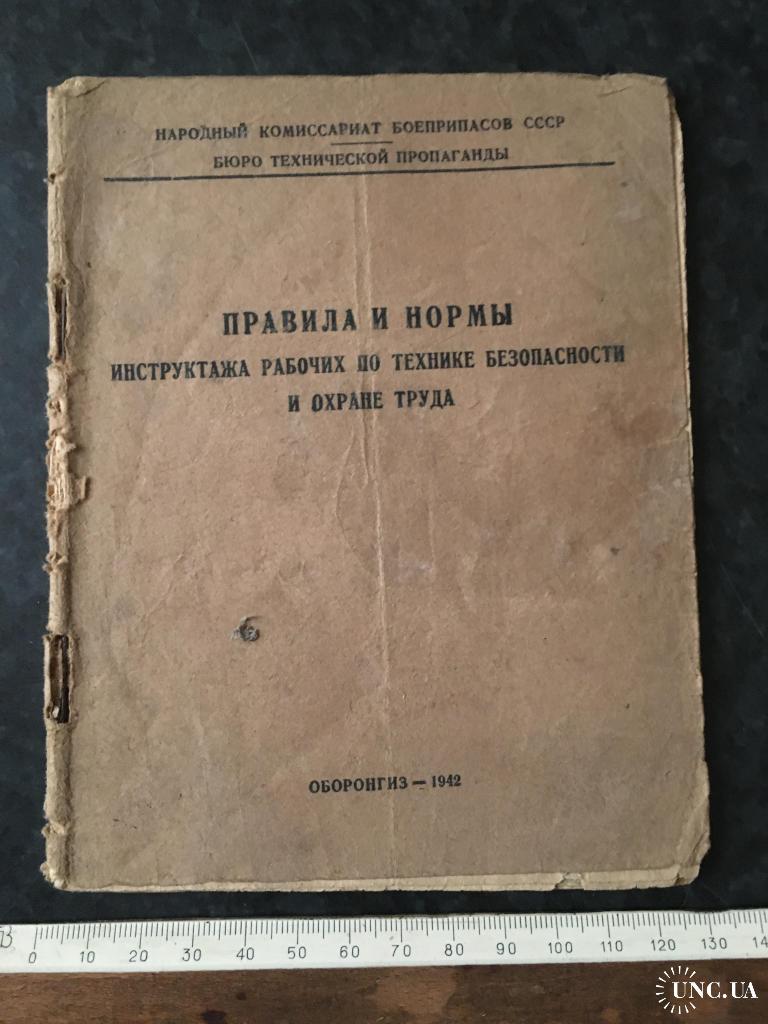 НАРОДНЫЙ КОМИССАРИАТ БОЕПРИПАСОВ СССР
БЮРО ТЕХНИЧЕСКОЙ ПРОПАГАНДЫ
ПРАВИЛА И НОРМЫ
ИНСТРУКТАЖА РАБОЧИХ ПО ТЕХНИКЕ БЕЗОПАСНОСТИ
И ОХРАНЕ ТРУДА
ОБОРОНГИЗ — 1942
0 10 20 30 40 50 60 70 80 90 100 110 120 130
UNC.UA